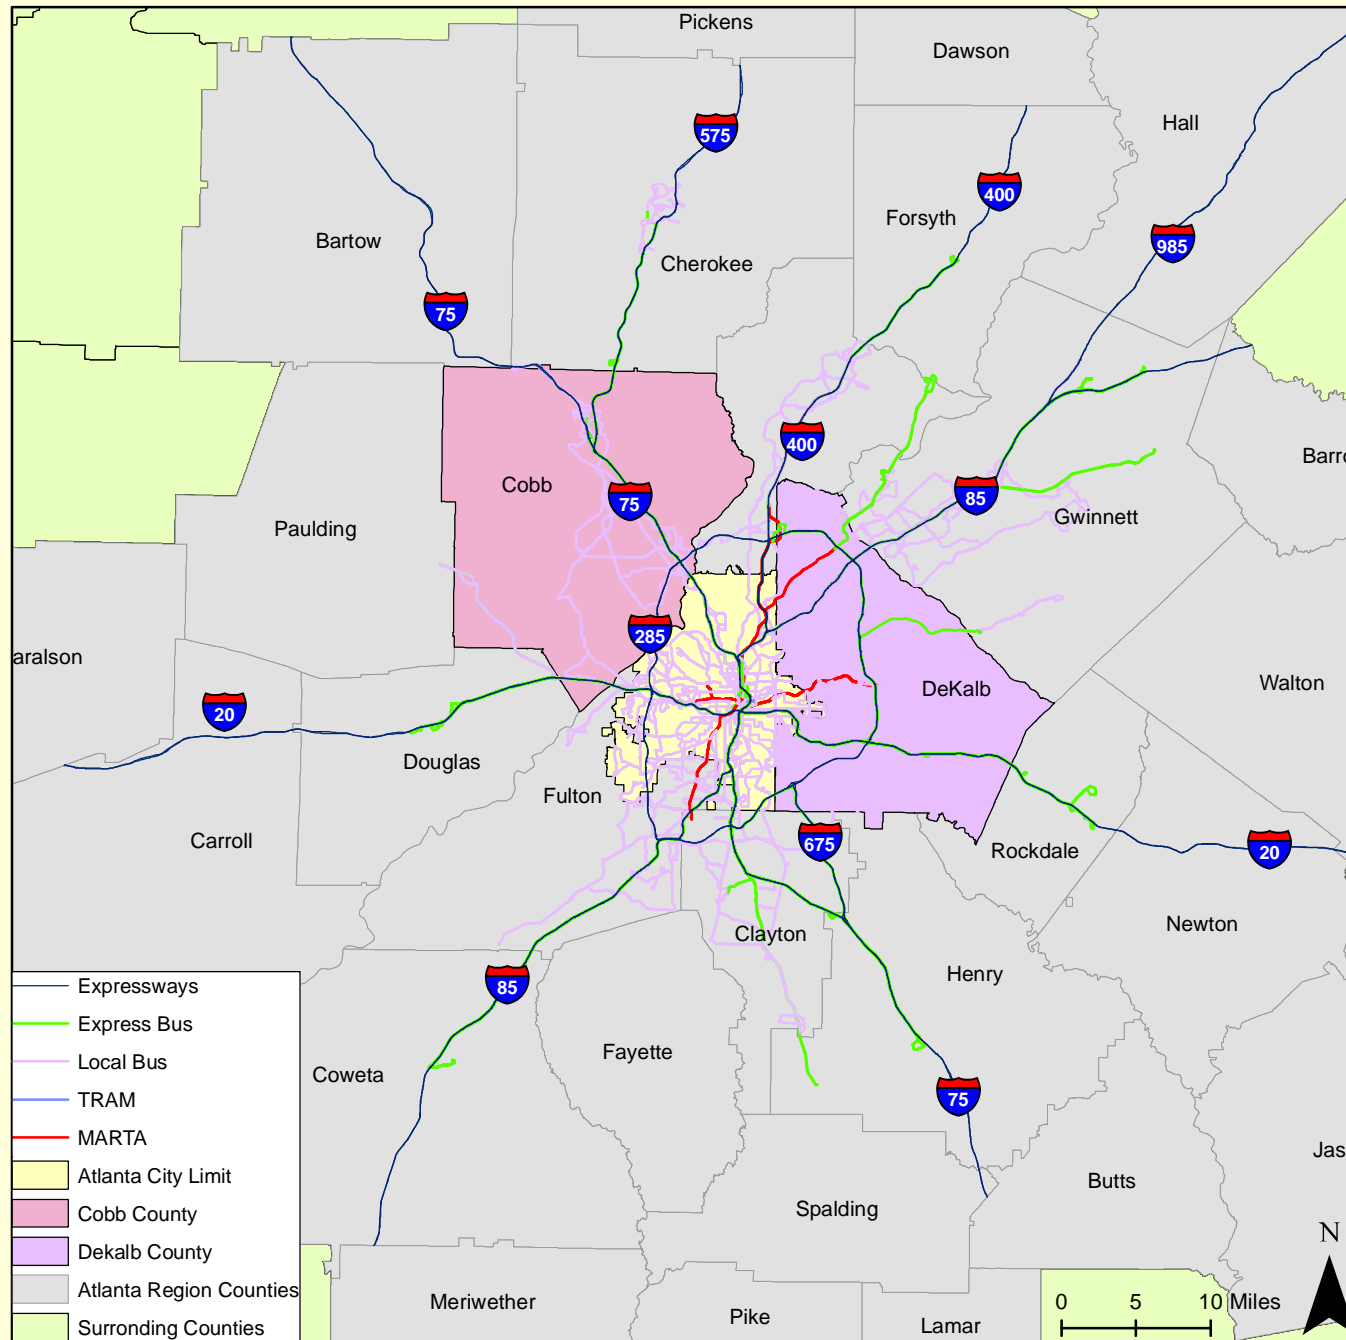 Pickens
Dawson
Hall
575
400
Forsyth
985
Bartow
Cherokee
75
400
Barro
Cobb
75
85
Gwinnett
Paulding
285
aralson
DeKalb
Walton
20
Douglas
Fulton
Carroll
675
Rockdale
20
Newton
Clayton
Henry
85
Fayette
Coweta
75
Jas
Butts
Spalding
Meriwether
Pike
Lamar
Expressways
Express Bus
Local Bus
TRAM
MARTA
Atlanta City Limit
Cobb County
Dekalb County
Atlanta Region Counties
Surronding Counties
N
0 5 10 Miles